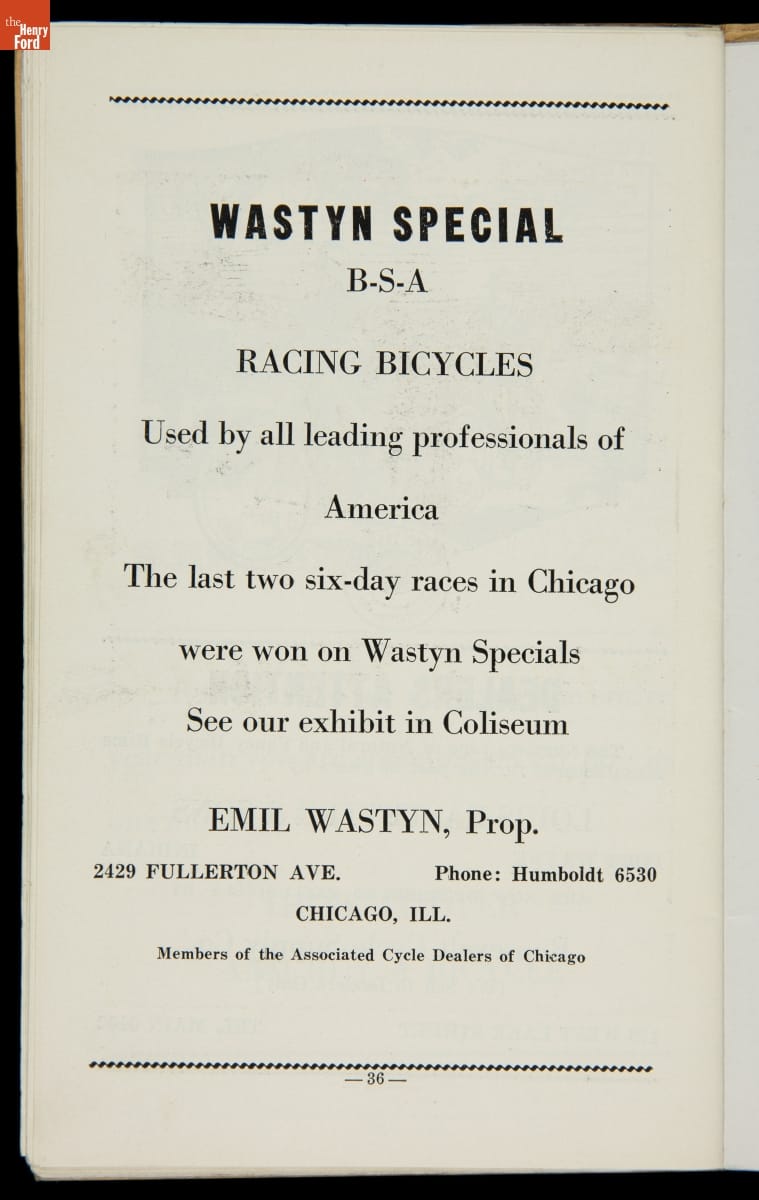 the
Henry
Ford
WASTYN SPECIAL
B-S-A
RACING BICYCLES
Used by all leading professionals of
America
The last two six-day races in Chicago
were won on Wastyn Specials
See our exhibit in Coliseum
EMIL WASTYN, Prop.
2429 FULLERTON AVE. Phone: Humboldt 6530
CHICAGO, ILL.
Members of the Associated Cycle Dealers of Chicago
—36—